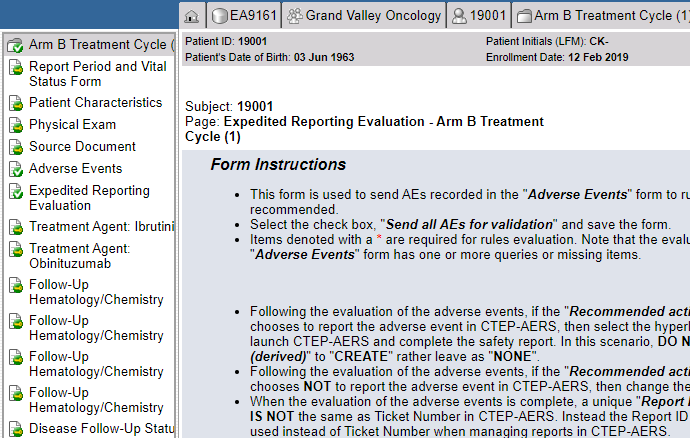 EA9161 Grand Valley Oncology 19001 Arm B Treatment Cycle (1)
Arm B Treatment Cycle (
Report Period and Vital
Status Form
Patient Characteristics
Physical Exam
Source Document
Adverse Events
Expedited Reporting
Evaluation
Treatment Agent: Ibrutini
Treatment Agent:
Obinituzumab
Follow-Up
Hematology/Chemistry
Follow-Up
Hematology/Chemistry
Follow-Up
Hematology/Chemistry
Follow-Up
Hematology/Chemistry
Disease Follow-Up Statu
Patient ID: 19001 Patient Initials (LFM): CK-
Patient's Date of Birth: 03 Jun 1963 Enrollment Date: 12 Feb 2019
Subject: 19001
Page: Expedited Reporting Evaluation - Arm B Treatment
Cycle (1)
Form Instructions
• This form is used to send AEs recorded in the "Adverse Events" form to ru
recommended.
• Select the check box, "Send all AEs for validation" and save the form.
• Items denoted with a * are required for rules evaluation. Note that the evalu
"Adverse Events" form has one or more queries or missing items.
• Following the evaluation of the adverse events, if the "Recommended acti
chooses to report the adverse event in CTEP-AERS, then select the hyperl
launch CTEP-AERS and complete the safety report. In this scenario, DO N
(derived)" to "CREATE" rather leave as "NONE".
• Following the evaluation of the adverse events, if the "Recommended acti
chooses NOT to report the adverse event in CTEP-AERS, then change the
• When the evaluation of the adverse events is complete, a unique "Report I
IS NOT the same as Ticket Number in CTEP-AERS. Instead the Report ID
used instead of Ticket Number when managing reports in CTEP-AERS.